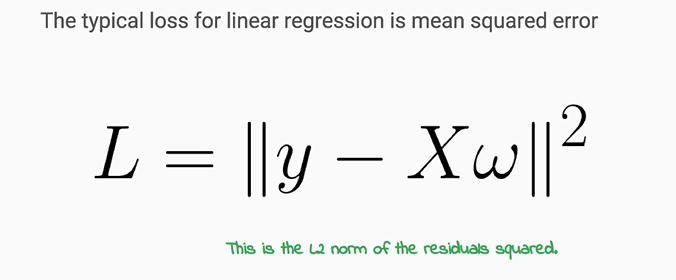 The typical loss for linear regression is mean squared error
L = ||y − Xω||²
This is the L2 norm of the residuals squared.